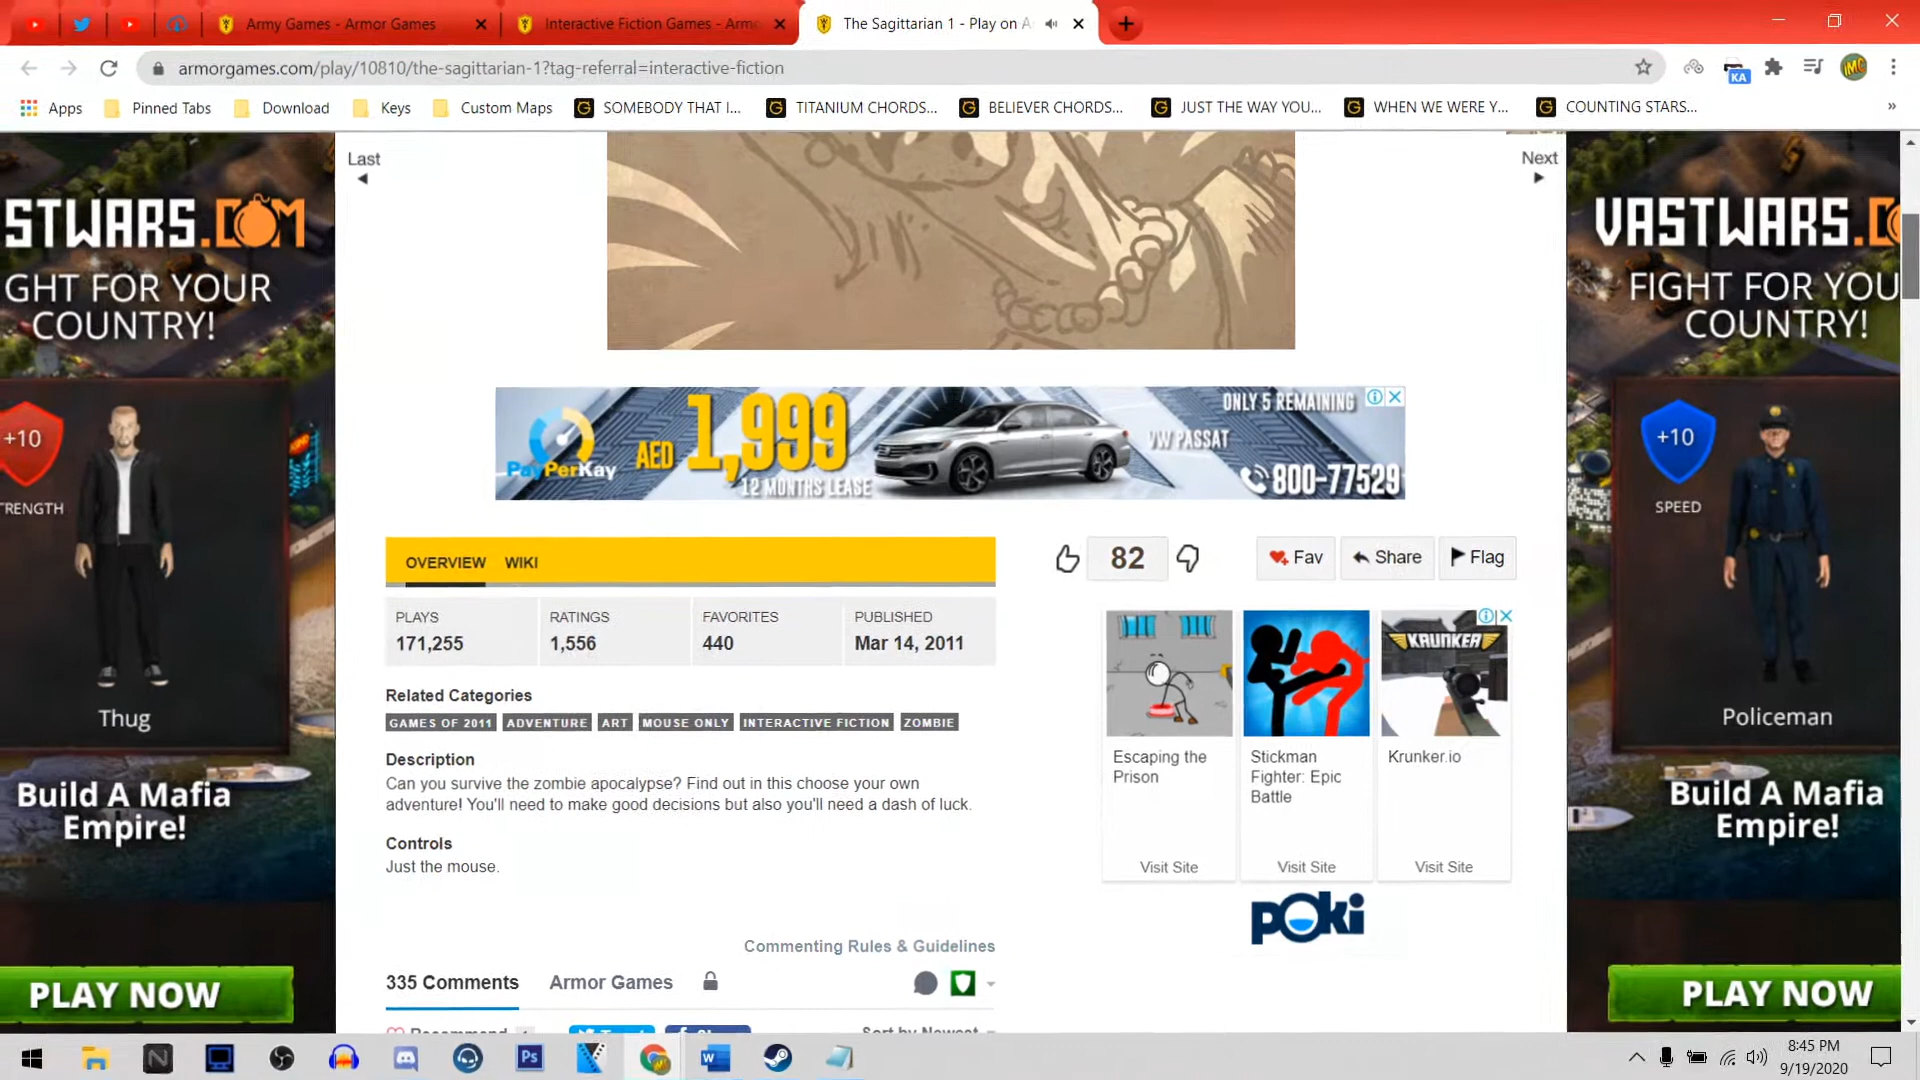 Army Games - Armor Games
Interactive Fiction Games - Armo
The Sagittarian 1 - Play on A
armorgames.com/play/10810/the-sagittarian-1?tag-referral=interactive-fiction
KA
Apps
Pinned Tabs
Download
Keys
Custom Maps
SOMEBODY THAT I...
TITANIUM CHORDS...
BELIEVER CHORDS...
JUST THE WAY YOU...
WHEN WE WERE Y...
COUNTING STARS...
»
Last
Next
STWARS.COM
GHT FOR YOUR
COUNTRY!
+10
TRENGTH
Thug
Build A Mafia
Empire!
PLAY NOW
VASTWARS.C
FIGHT FOR YOU
COUNTRY!
+10
SPEED
Policeman
Build A Mafia
Empire!
PLAY NOW
PayPerKay
AED 1,999
12 MONTHS LEASE
ONLY 5 REMAINING
VW PASSAT
800-77529
OVERVIEW
WIKI
82
Fav
Share
Flag
PLAYS
171,255
RATINGS
1,556
FAVORITES
440
PUBLISHED
Mar 14, 2011
Related Categories
GAMES OF 2011
ADVENTURE
ART
MOUSE ONLY
INTERACTIVE FICTION
ZOMBIE
Description
Can you survive the zombie apocalypse? Find out in this choose your own
adventure! You'll need to make good decisions but also you'll need a dash of luck.
Controls
Just the mouse.
KRUNKER
Escaping the
Prison
Visit Site
Stickman
Fighter: Epic
Battle
Visit Site
Krunker.io
Visit Site
poki
Commenting Rules & Guidelines
335 Comments
Armor Games
Recommend
Tweet
Share
Sort by Newest
N
Ps
W
8:45 PM
9/19/2020